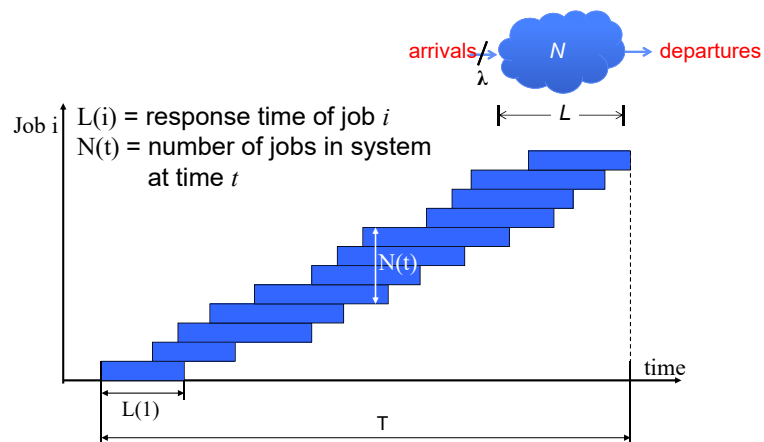 arrivals
N
departures
λ
L
Job i
L(i) = response time of job i
N(t) = number of jobs in system
at time t
N(t)
time
L(1)
T